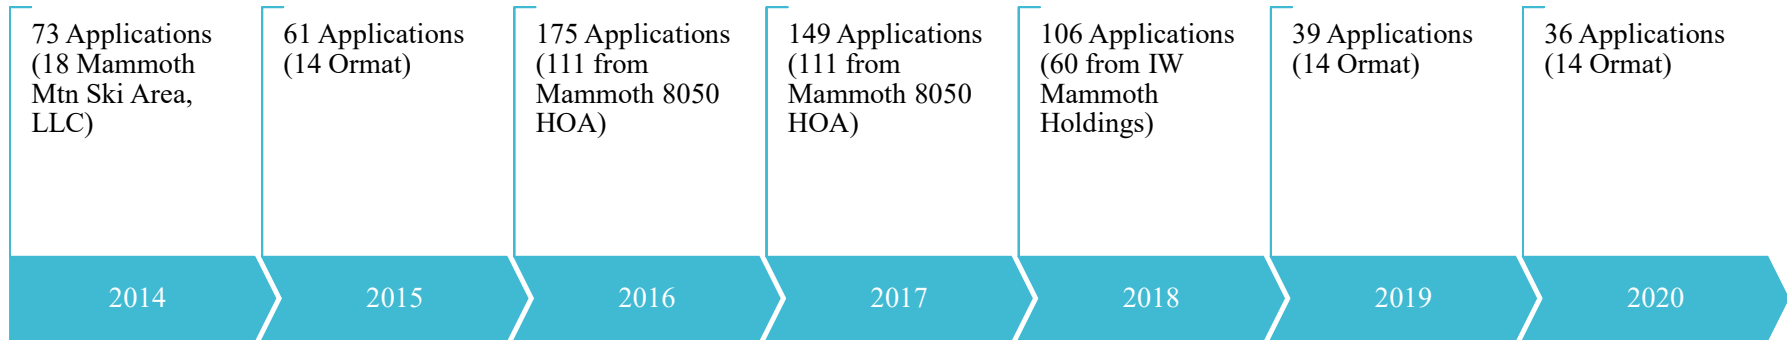 73 Applications
(18 Mammoth
Mtn Ski Area,
LLC)
61 Applications
(14 Ormat)
175 Applications
(111 from
Mammoth 8050
HOA)
149 Applications
(111 from
Mammoth 8050
HOA)
106 Applications
(60 from IW
Mammoth
Holdings)
39 Applications
(14 Ormat)
36 Applications
(14 Ormat)
2014
2015
2016
2017
2018
2019
2020